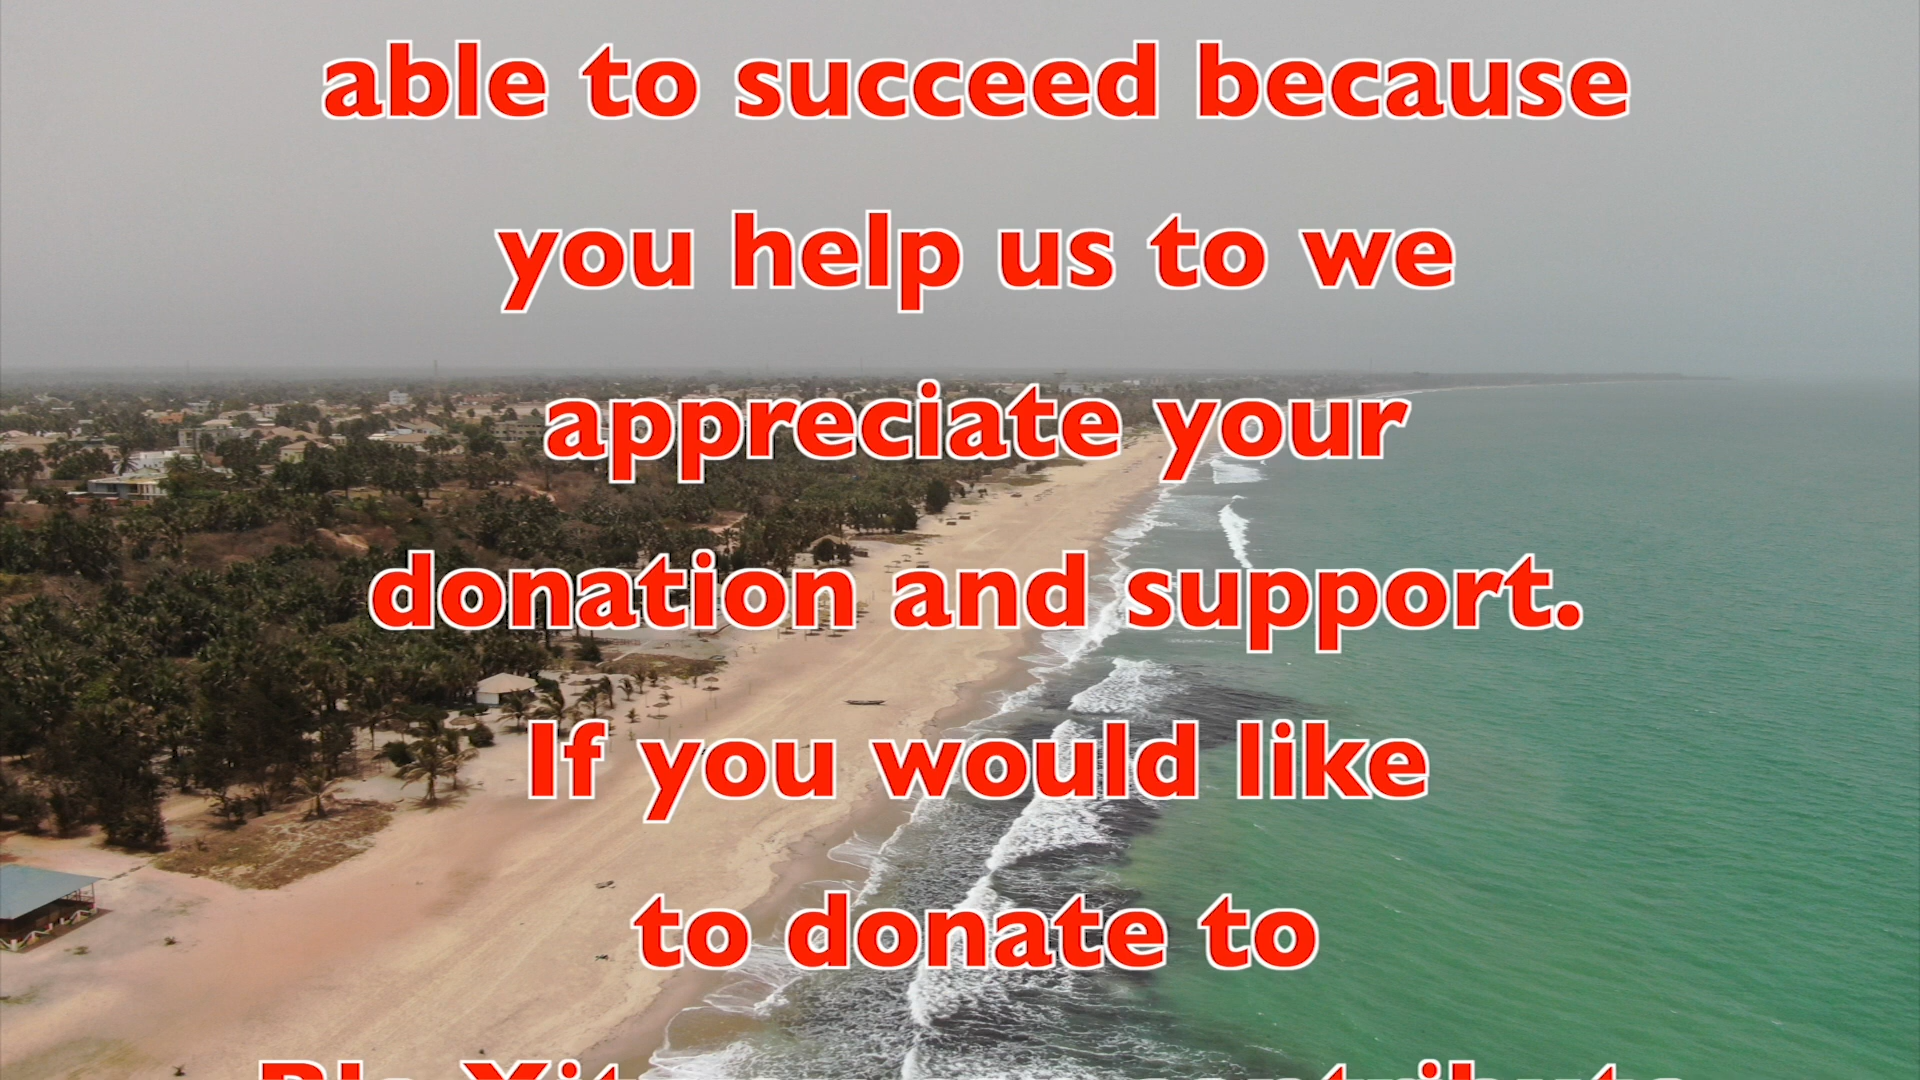 able to succeed because
you help us to we
appreciate your
donation and support.
If you would like
to donate to